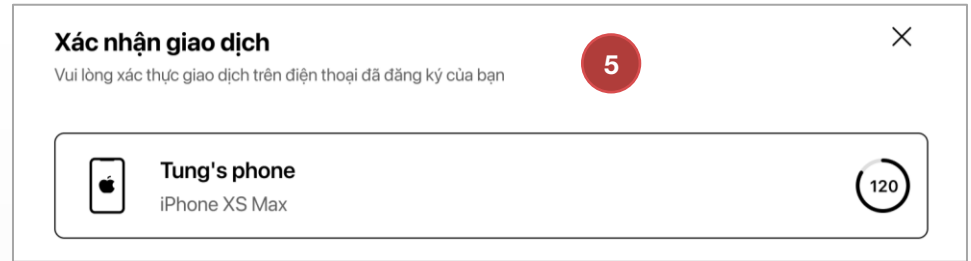 Xác nhận giao dịch
Vui lòng xác thực giao dịch trên điện thoại đã đăng ký của bạn
5
Tung's phone
iPhone XS Max
120